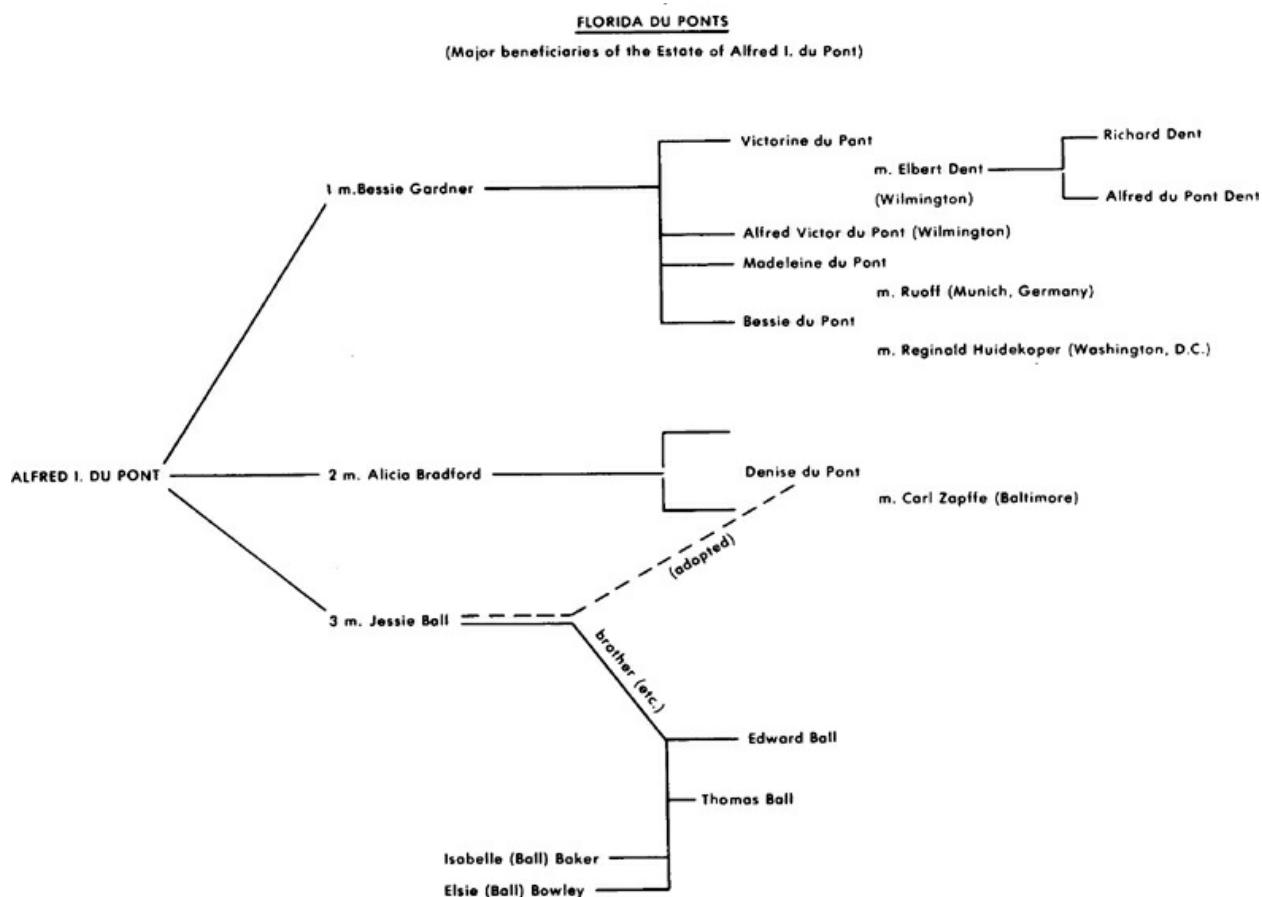 FLORIDA DU PONTS
(Major beneficiaries of the Estate of Alfred I. du Pont)
Victorine du Pont
m. Elbert Dent
(Wilmington)
Richard Dent
Alfred du Pont Dent
1 m. Bessie Gardner
Alfred Victor du Pont (Wilmington)
Madeleine du Pont
m. Ruoff (Munich, Germany)
Bessie du Pont
m. Reginald Huidekoper (Washington, D.C.)
ALFRED I. DU PONT
2 m. Alicia Bradford
Denise du Pont
m. Carl Zapffe (Baltimore)
(adopted)
3 m. Jessie Ball
brother (etc.)
Edward Ball
Thomas Ball
Isabelle (Ball) Baker
Elsie (Ball) Bowley